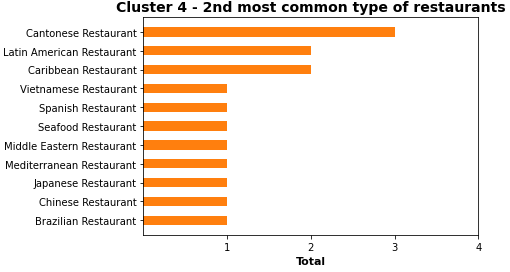 Cluster 4 - 2nd most common type of restaurants
Cantonese Restaurant
Latin American Restaurant
Caribbean Restaurant
Vietnamese Restaurant
Spanish Restaurant
Seafood Restaurant
Middle Eastern Restaurant
Mediterranean Restaurant
Japanese Restaurant
Chinese Restaurant
Brazilian Restaurant
1 2 3 4
Total